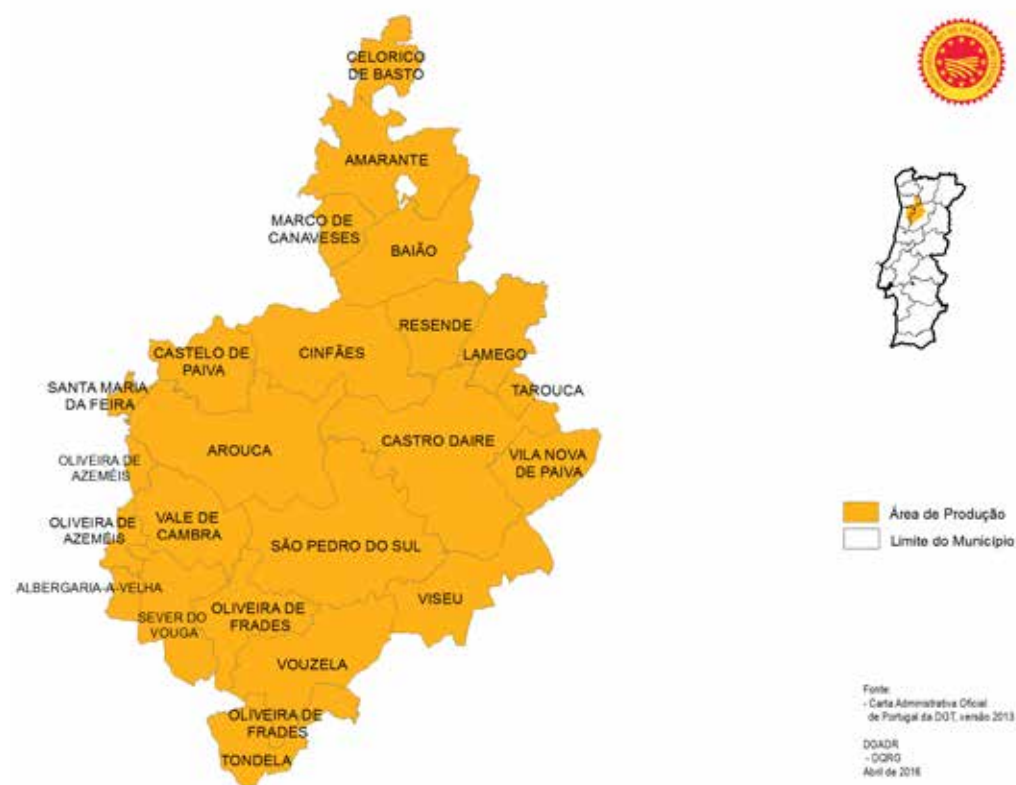 CELORICO
DE BASTO
AMARANTE
MARCO DE
CANAVESES
BAIÃO
RESENDE
CASTELO DE
PAIVA
CINFÃES
LAMEGO
SANTA MARIA
DA FEIRA
TAROUCA
AROUCA
CASTRO DAIRE
VILA NOVA
DE PAIVA
OLIVEIRA DE
AZEMÉIS
OLIVEIRA DE
AZEMÉIS
VALE DE
CAMBRA
SÃO PEDRO DO SUL
ALBERGARIA-A-VELHA
SEVER DO
VOUGA
OLIVEIRA DE
FRADES
VISEU
VOUZELA
OLIVEIRA DE
FRADES
TONDELA
Área de Produção
Limite do Município
Fonte:
- Carta Administrativa Oficial
de Portugal da DGT, versão 2013
DGADR
- DQRG
Abril de 2016